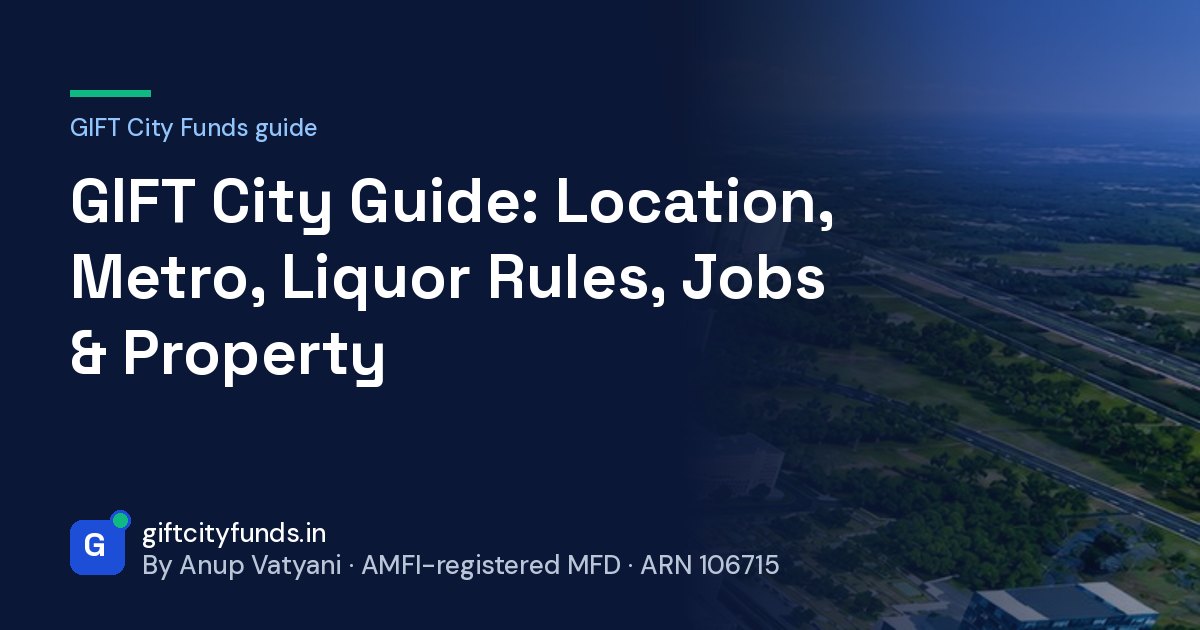 GIFT City Funds guide
GIFT City Guide: Location,
Metro, Liquor Rules, Jobs
& Property
G
giftcityfunds.in
By Anup Vatyani · AMFI-registered MFD · ARN 106715